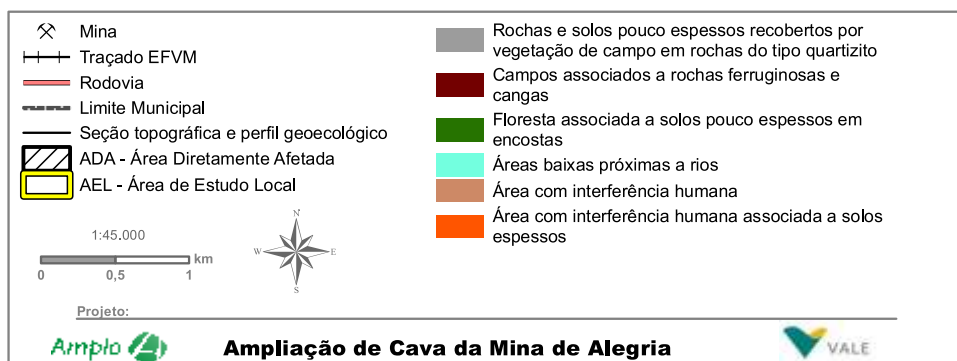 Mina
Traçado EFVM
Rodovia
Limite Municipal
Seção topográfica e perfil geoecológico
ADA - Área Diretamente Afetada
AEL - Área de Estudo Local
Rochas e solos pouco espessos recobertos por
vegetação de campo em rochas do tipo quartizito
Campos associados a rochas ferruginosas e
cangas
Floresta associada a solos pouco espessos em
encostas
Áreas baixas próximas a rios
Área com interferência humana
Área com interferência humana associada a solos
espessos
1:45.000
km
0 0,5 1
N
W E
S
Projeto:
Amplo
Ampliação de Cava da Mina de Alegria
VALE